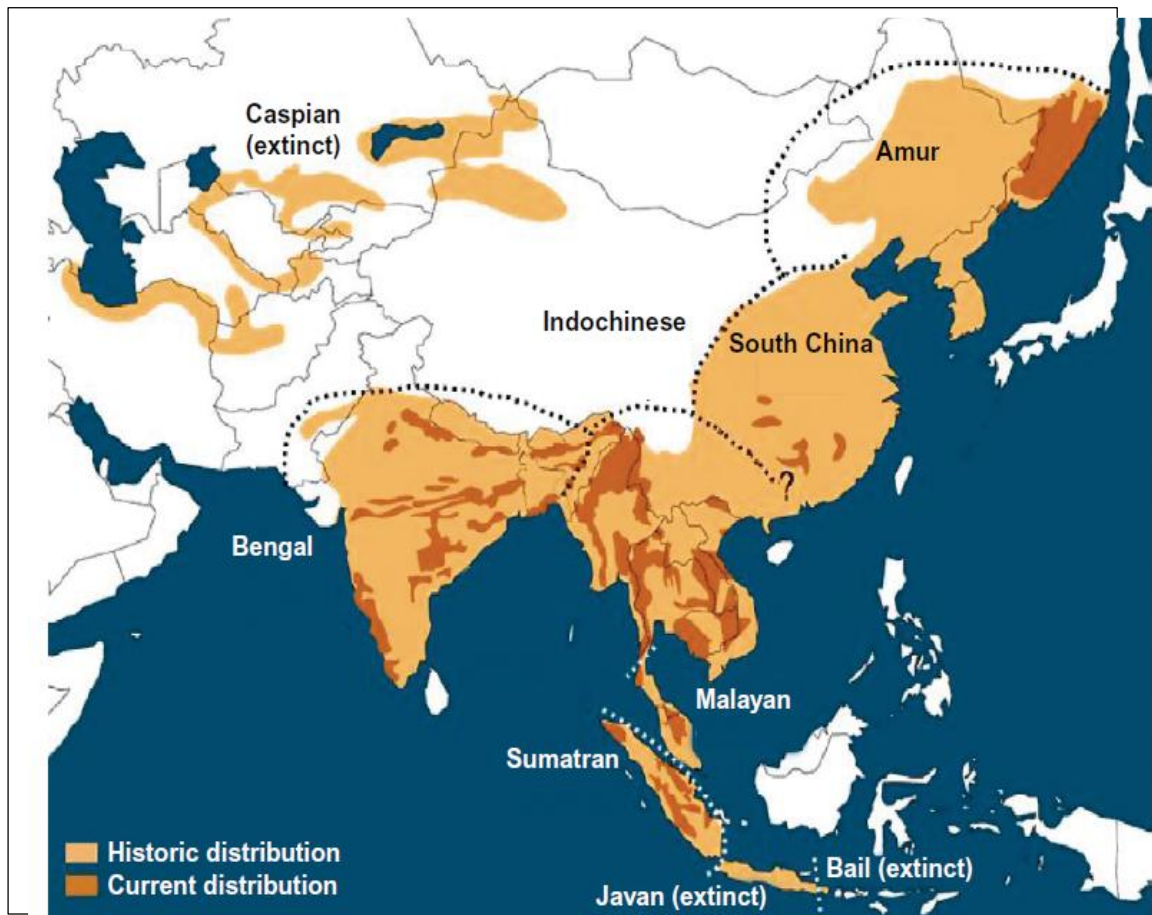 Caspian
(extinct)
Amur
Indochinese
South China
?
Bengal
Malayan
Sumatran
Historic distribution
Current distribution
Bail (extinct)
Javan (extinct)